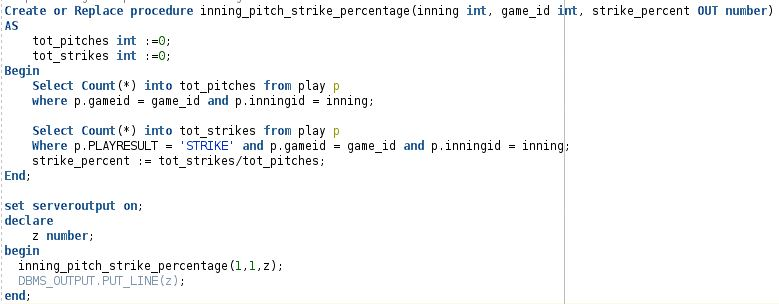 Create or Replace procedure inning_pitch_strike_percentage(inning int, game_id int, strike_percent OUT number)
AS
tot_pitches int :=0;
tot_strikes int :=0;
Begin
Select Count(*) into tot_pitches from play p
where p.gameid = game_id and p.inningid = inning;
Select Count(*) into tot_strikes from play p
Where p.PLAYRESULT = 'STRIKE' and p.gameid = game_id and p.inningid = inning;
strike_percent := tot_strikes/tot_pitches;
End;
set serveroutput on;
declare
z number;
begin
inning_pitch_strike_percentage(1,1,z);
DBMS_OUTPUT.PUT_LINE(z);
end;